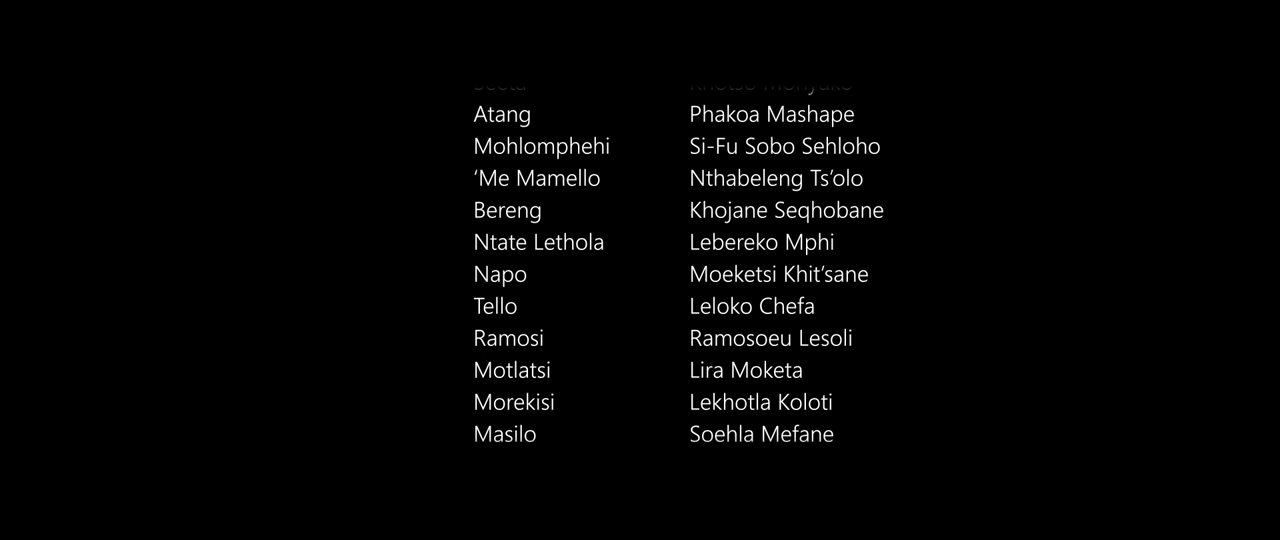 Atang Phakoa Mashape
Mohlomphehi Si-Fu Sobo Sehloho
‘Me Mamello Nthabeleng Ts’olo
Bereng Khojane Seqhobane
Ntate Lethola Lebereko Mphi
Napo Moeketsi Khit’sane
Tello Leloko Chefa
Ramosi Ramosoeu Lesoli
Motlatsi Lira Moketa
Morekisi Lekhotla Koloti
Masilo Soehla Mefane